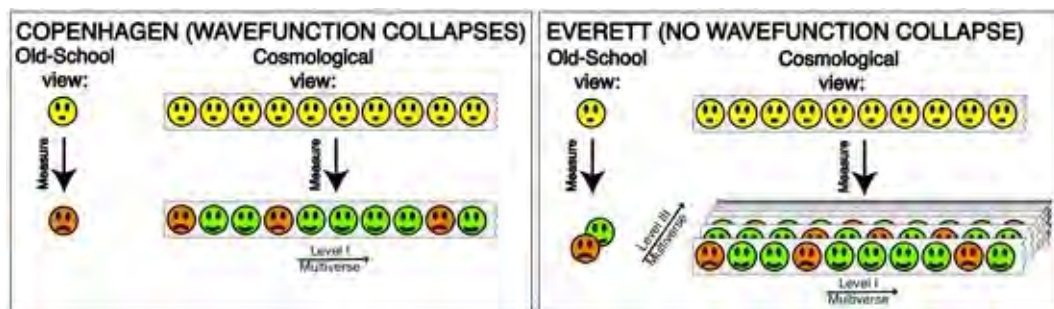 COPENHAGEN (WAVEFUNCTION COLLAPSES)
Old-School
view:
Cosmological
view:
Measure
Measure
Level I
Multiverse
EVERETT (NO WAVEFUNCTION COLLAPSE)
Old-School
view:
Cosmological
view:
Measure
Measure
Level III
Multiverse
Level I
Multiverse